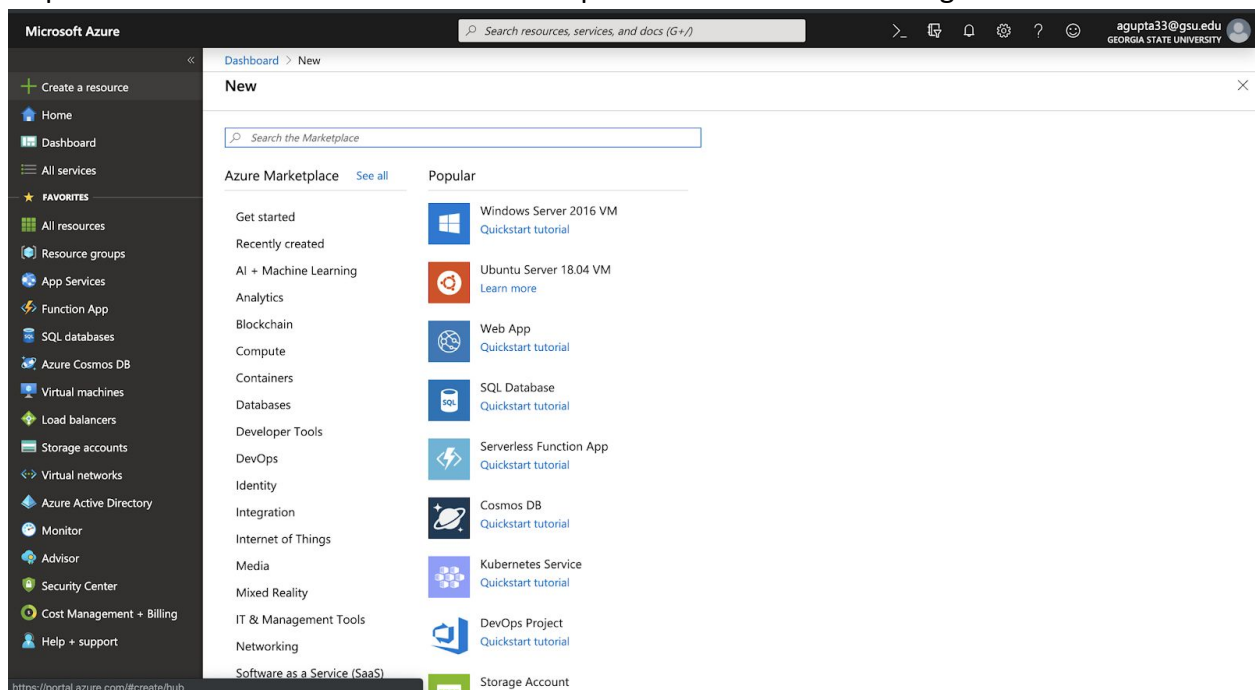 Microsoft Azure
Search resources, services, and docs (G+/)
agupta33@gsu.edu
GEORGIA STATE UNIVERSITY
«
Create a resource
Home
Dashboard
All services
FAVORITES
All resources
Resource groups
App Services
Function App
SQL databases
Azure Cosmos DB
Virtual machines
Load balancers
Storage accounts
Virtual networks
Azure Active Directory
Monitor
Advisor
Security Center
Cost Management + Billing
Help + support
https://portal.azure.com/#create/hub
Dashboard > New
New
Search the Marketplace
Azure Marketplace See all
Get started
Recently created
AI + Machine Learning
Analytics
Blockchain
Compute
Containers
Databases
Developer Tools
DevOps
Identity
Integration
Internet of Things
Media
Mixed Reality
IT & Management Tools
Networking
Software as a Service (SaaS)
Popular
Windows Server 2016 VM
Quickstart tutorial
Ubuntu Server 18.04 VM
Learn more
Web App
Quickstart tutorial
SQL
SQL Database
Quickstart tutorial
Serverless Function App
Quickstart tutorial
Cosmos DB
Quickstart tutorial
Kubernetes Service
Quickstart tutorial
DevOps Project
Quickstart tutorial
Storage Account